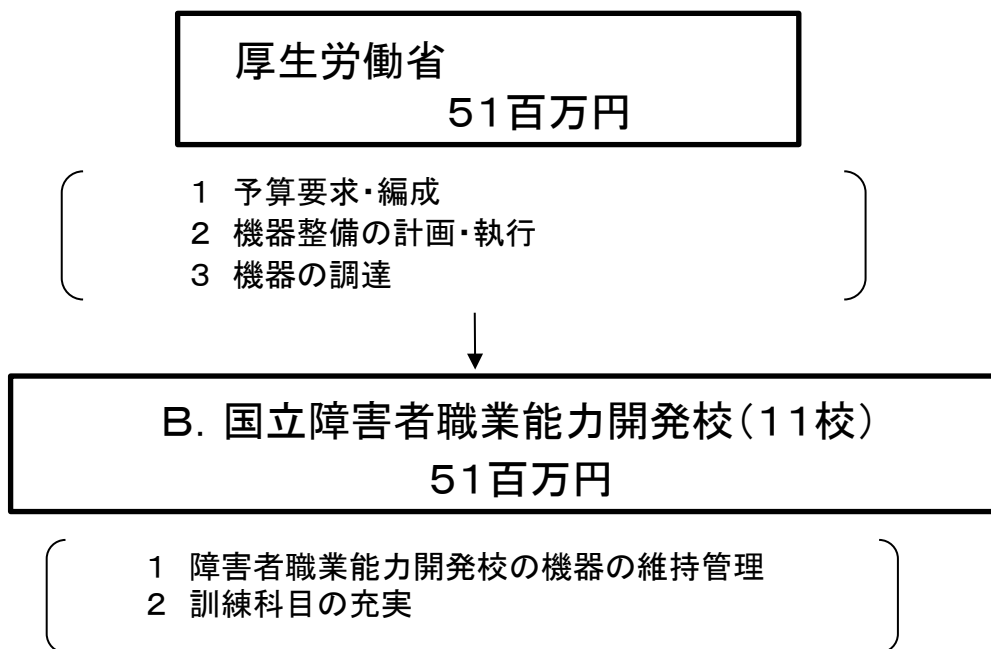 厚生労働省
51百万円
1 予算要求・編成
2 機器整備の計画・執行
3 機器の調達
B．国立障害者職業能力開発校（11校）
51百万円
1 障害者職業能力開発校の機器の維持管理
2 訓練科目の充実